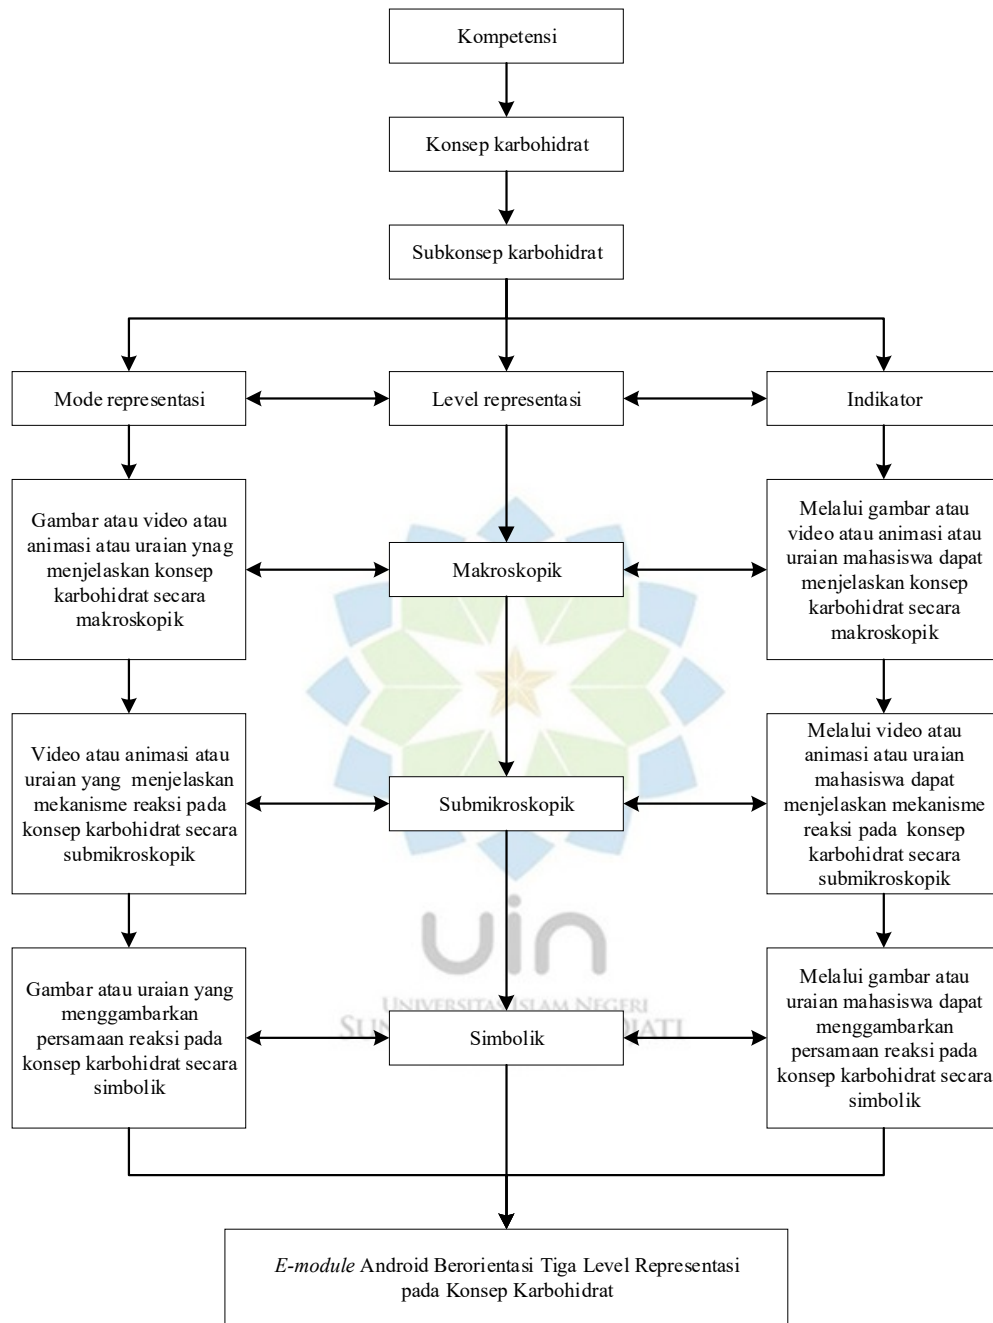 Kompetensi
Konsep karbohidrat
Subkonsep karbohidrat
Mode representasi
Level representasi
Indikator
Gambar atau video atau
animasi atau uraian ynag
menjelaskan konsep
karbohidrat secara
makroskopik
Makroskopik
Melalui gambar atau
video atau animasi atau
uraian mahasiswa dapat
menjelaskan konsep
karbohidrat secara
makroskopik
Video atau animasi atau
uraian yang menjelaskan
mekanisme reaksi pada
konsep karbohidrat secara
submikroskopik
Submikroskopik
Melalui video atau
animasi atau uraian
mahasiswa dapat
menjelaskan mekanisme
reaksi pada konsep
karbohidrat secara
submikroskopik
uin
UNIVERSITAS ISLAM NEGERI
Gambar atau uraian yang
menggambarkan
persamaan reaksi pada
konsep karbohidrat secara
simbolik
Simbolik
Melalui gambar atau
uraian mahasiswa dapat
menggambarkan
persamaan reaksi pada
konsep karbohidrat secara
simbolik
E-module Android Berorientasi Tiga Level Representasi
pada Konsep Karbohidrat